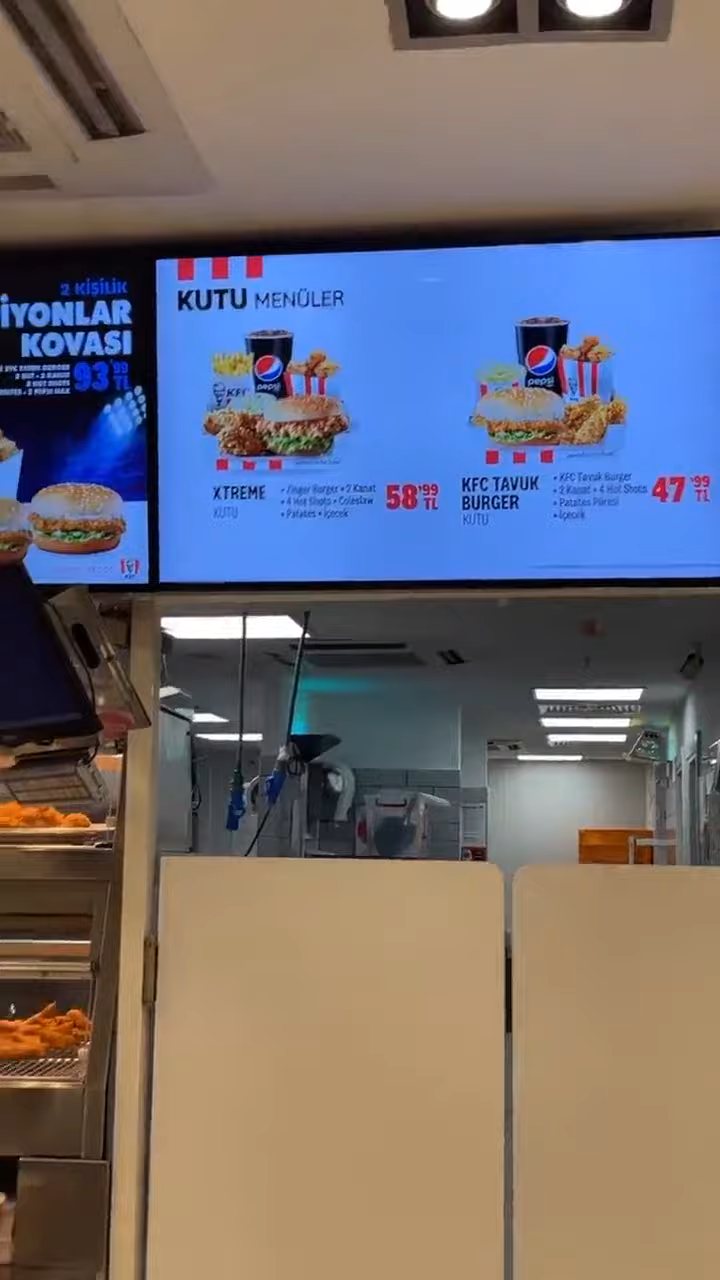 2 KİŞİLİK
İYONLAR
KOVASI
93'99 TL
KUTU MENÜLER
pepsi
KFC
pepsi
XTREME
KUTU
• Zinger Burger • 2 Kanat
• 4 Hot Shots • Coleslaw
• Patates • İçecek
58'99 TL
KFC TAVUK
BURGER
KUTU
• KFC Tavuk Burger
• 2 Kanat • 4 Hot Shots
• Patates Püresi
• İçecek
47'99 TL